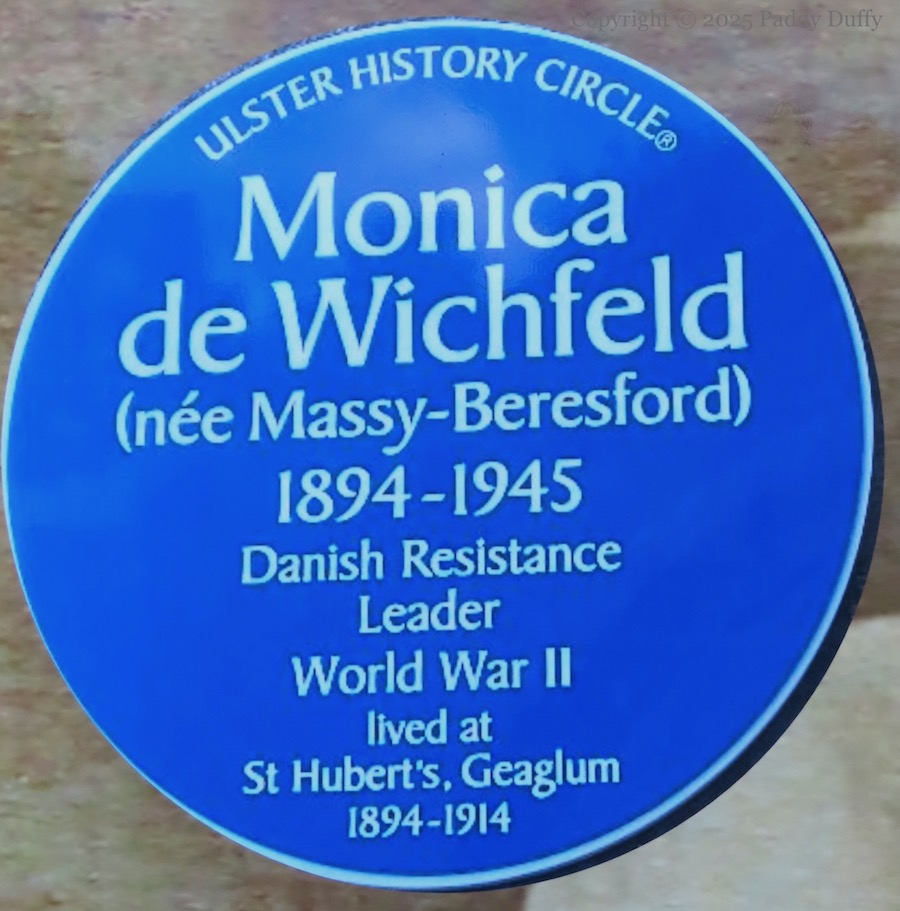 Copyright © 2025 Paddy Duffy
ULSTER HISTORY CIRCLE®
Monica
de Wichfeld
(née Massy-Beresford)
1894-1945
Danish Resistance
Leader
World War II
lived at
St Hubert's, Geaglum
1894-1914